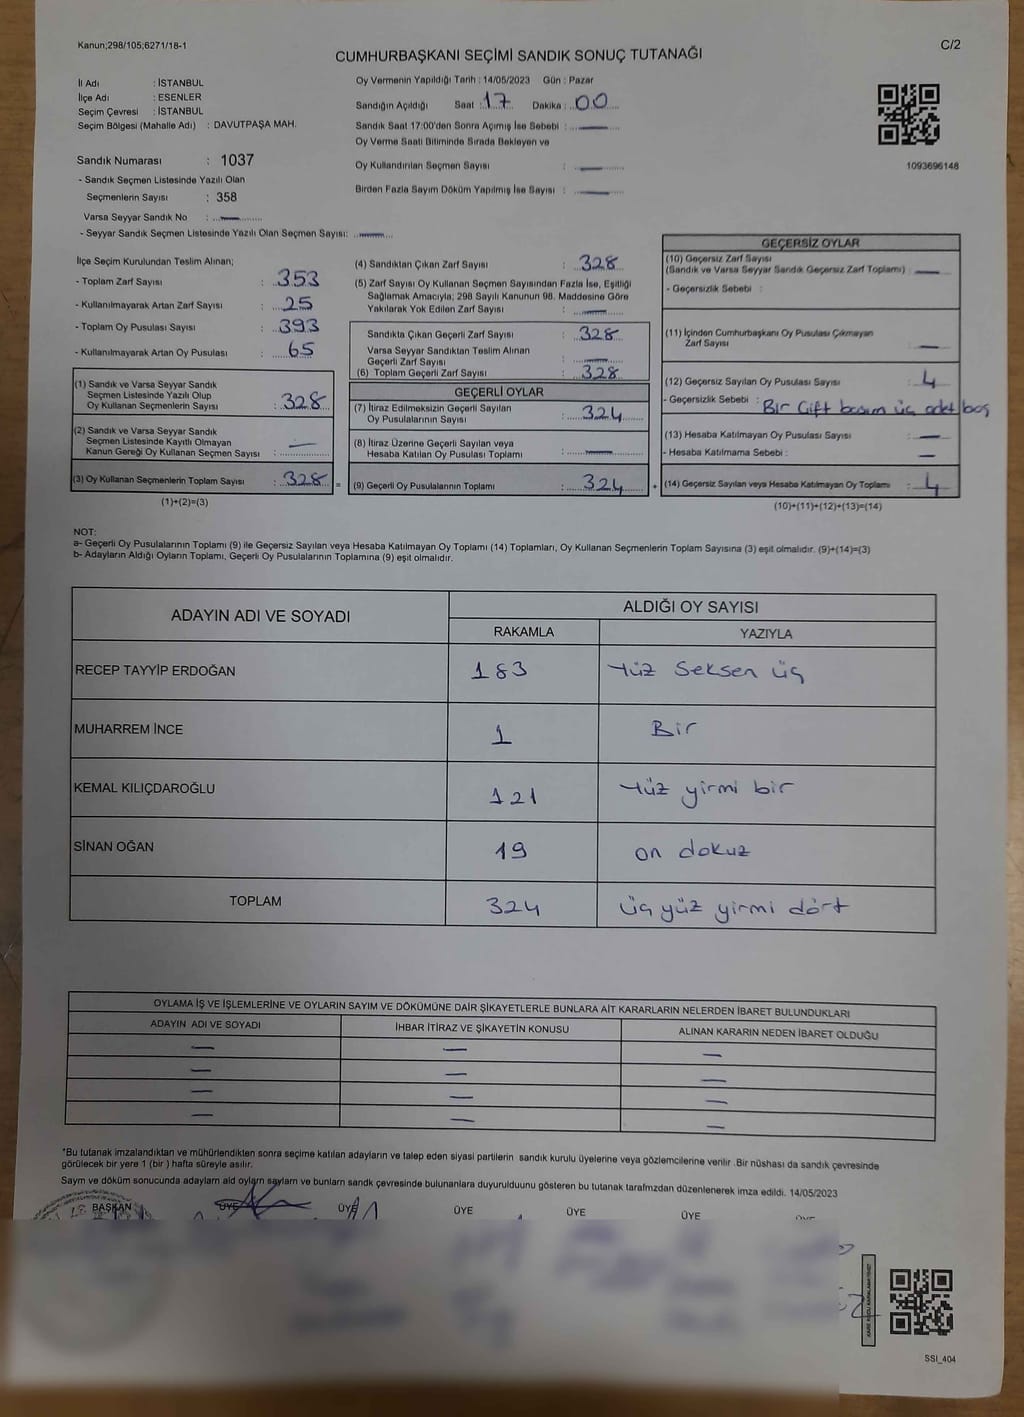 Kanun;298/105;6271/18-1
C/2
CUMHURBAŞKANI SEÇİMİ SANDIK SONUÇ TUTANAĞI
İl Adı : İSTANBUL
İlçe Adı : ESENLER
Seçim Çevresi : İSTANBUL
Seçim Bölgesi (Mahalle Adı) : DAVUTPAŞA MAH.
Sandık Numarası : 1037
- Sandık Seçmen Listesinde Yazılı Olan
Seçmenlerin Sayısı : 358
Varsa Seyyar Sandık No : —
- Seyyar Sandık Seçmen Listesinde Yazılı Olan Seçmen Sayısı: —
Oy Vermenin Yapıldığı Tarih : 14/05/2023 Gün : Pazar
Sandığın Açıldığı Saat : 17 Dakika : 00
Sandık Saat 17:00'den Sonra Açımış İse Sebebi : —
Oy Verme Saati Bitiminde Sırada Bekleyen ve
Oy Kullandırılan Seçmen Sayısı : —
Birden Fazla Sayım Döküm Yapılmış İse Sayısı : —
1093696148
İlçe Seçim Kurulundan Teslim Alınan;
- Toplam Zarf Sayısı : 353
- Kullanılmayarak Artan Zarf Sayısı : 25
- Toplam Oy Pusulası Sayısı : 393
- Kullanılmayarak Artan Oy Pusulası : 65
(1) Sandık ve Varsa Seyyar Sandık
Seçmen Listesinde Yazılı Olup
Oy Kullanan Seçmenlerin Sayısı : 328
(2) Sandık ve Varsa Seyyar Sandık
Seçmen Listesinde Kayıtlı Olmayan
Kanun Gereği Oy Kullanan Seçmen Sayısı : —
(3) Oy Kullanan Seçmenlerin Toplam Sayısı : 328 =
(1)+(2)=(3)
(4) Sandıktan Çıkan Zarf Sayısı : 328
(5) Zarf Sayısı Oy Kullanan Seçmen Sayısından Fazla İse, Eşitliği
Sağlamak Amacıyla; 298 Sayılı Kanunun 98. Maddesine Göre
Yakılarak Yok Edilen Zarf Sayısı : —
Sandıkta Çıkan Geçerli Zarf Sayısı : 328
Varsa Seyyar Sandıktan Teslim Alınan
Geçerli Zarf Sayısı : —
(6) Toplam Geçerli Zarf Sayısı : 328
GEÇERLİ OYLAR
(7) İtiraz Edilmeksizin Geçerli Sayılan
Oy Pusulalarının Sayısı : 324
(8) İtiraz Üzerine Geçerli Sayılan veya
Hesaba Katılan Oy Pusulası Toplamı : —
(9) Geçerli Oy Pusulalarının Toplamı : 324 +
GEÇERSİZ OYLAR
(10) Geçersiz Zarf Sayısı
(Sandık ve Varsa Seyyar Sandık Geçersiz Zarf Toplamı) : —
- Geçersizlik Sebebi :
(11) İçinden Cumhurbaşkanı Oy Pusulası Çıkmayan
Zarf Sayısı : —
(12) Geçersiz Sayılan Oy Pusulası Sayısı : 4
- Geçersizlik Sebebi : Bir Çift basım üç adet boş
(13) Hesaba Katılmayan Oy Pusulası Sayısı : —
- Hesaba Katılmama Sebebi : —
(14) Geçersiz Sayılan veya Hesaba Katılmayan Oy Toplamı : 4
(10)+(11)+(12)+(13)=(14)
NOT:
a- Geçerli Oy Pusulalarının Toplamı (9) ile Geçersiz Sayılan veya Hesaba Katılmayan Oy Toplamı (14) Toplamları, Oy Kullanan Seçmenlerin Toplam Sayısına (3) eşit olmalıdır. (9)+(14)=(3)
b- Adayların Aldığı Oyların Toplamı, Geçerli Oy Pusulalarının Toplamına (9) eşit olmalıdır.
ADAYIN ADI VE SOYADI
ALDIĞI OY SAYISI
RAKAMLA YAZIYLA
RECEP TAYYİP ERDOĞAN 183 Yüz Seksen üç
MUHARREM İNCE 1 Bir
KEMAL KILIÇDAROĞLU 121 Yüz yirmi bir
SİNAN OĞAN 19 on dokuz
TOPLAM 324 üç yüz yirmi dört
OYLAMA İŞ VE İŞLEMLERİNE VE OYLARIN SAYIM VE DÖKÜMÜNE DAİR ŞİKAYETLERLE BUNLARA AİT KARARLARIN NELERDEN İBARET BULUNDUKLARI
ADAYIN ADI VE SOYADI İHBAR İTİRAZ VE ŞİKAYETİN KONUSU ALINAN KARARIN NEDEN İBARET OLDUĞU
— — —
— — —
— — —
— — —
*Bu tutanak imzalandıktan ve mühürlendikten sonra seçime katılan adayların ve talep eden siyasi partilerin sandık kurulu üyelerine veya gözlemcilerine verilir .Bir nüshası da sandık çevresinde
görülecek bir yere 1 (bir ) hafta süreyle asılır.
Sayım ve döküm sonucunda adayların ald oyların sayların ve bunların sandk çevresinde bulunanlara duyurulduunu gösteren bu tutanak tarafmzdan düzenlenerek imza edildi. 14/05/2023
BAŞKAN ÜYE ÜYE ÜYE ÜYE ÜYE
SSI_404